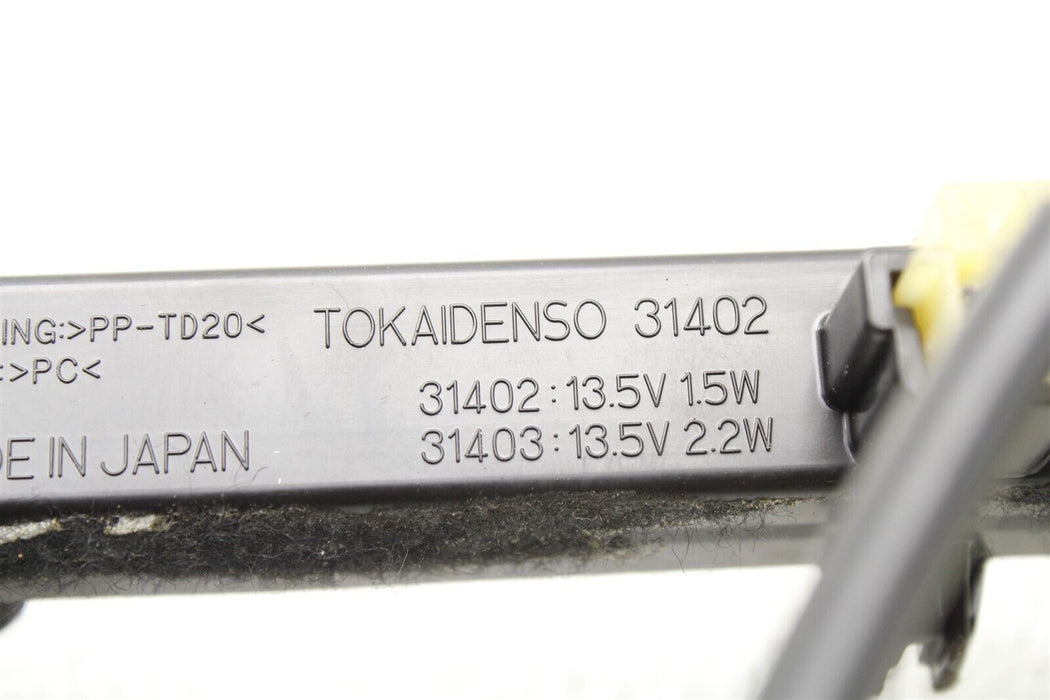 ING:>PP-TD20< TOKAIDENSO 31402
:>PC<
31402:13.5V 1.5W
DE IN JAPAN 31403:13.5V 2.2W